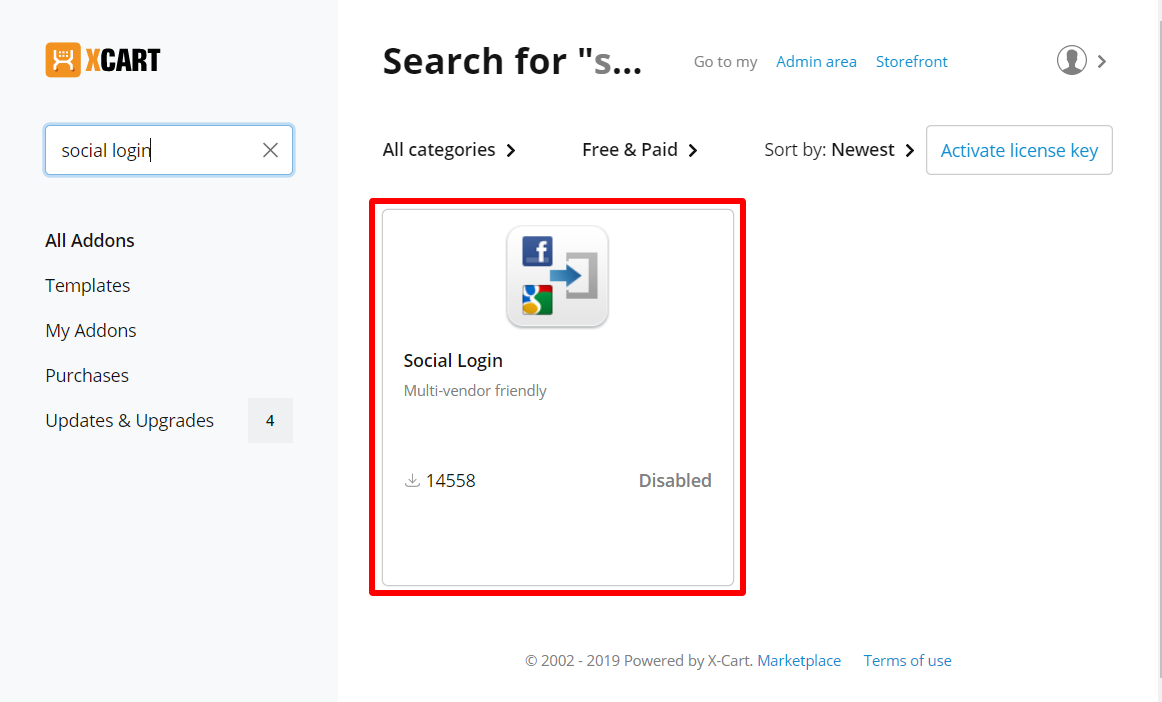 XCART
Search for "s...
Go to my Admin area Storefront
social login
All categories
Free & Paid
Sort by: Newest
Activate license key
All Addons
Templates
My Addons
Purchases
Updates & Upgrades 4
f
g
Social Login
Multi-vendor friendly
14558
Disabled
© 2002 - 2019 Powered by X-Cart. Marketplace Terms of use